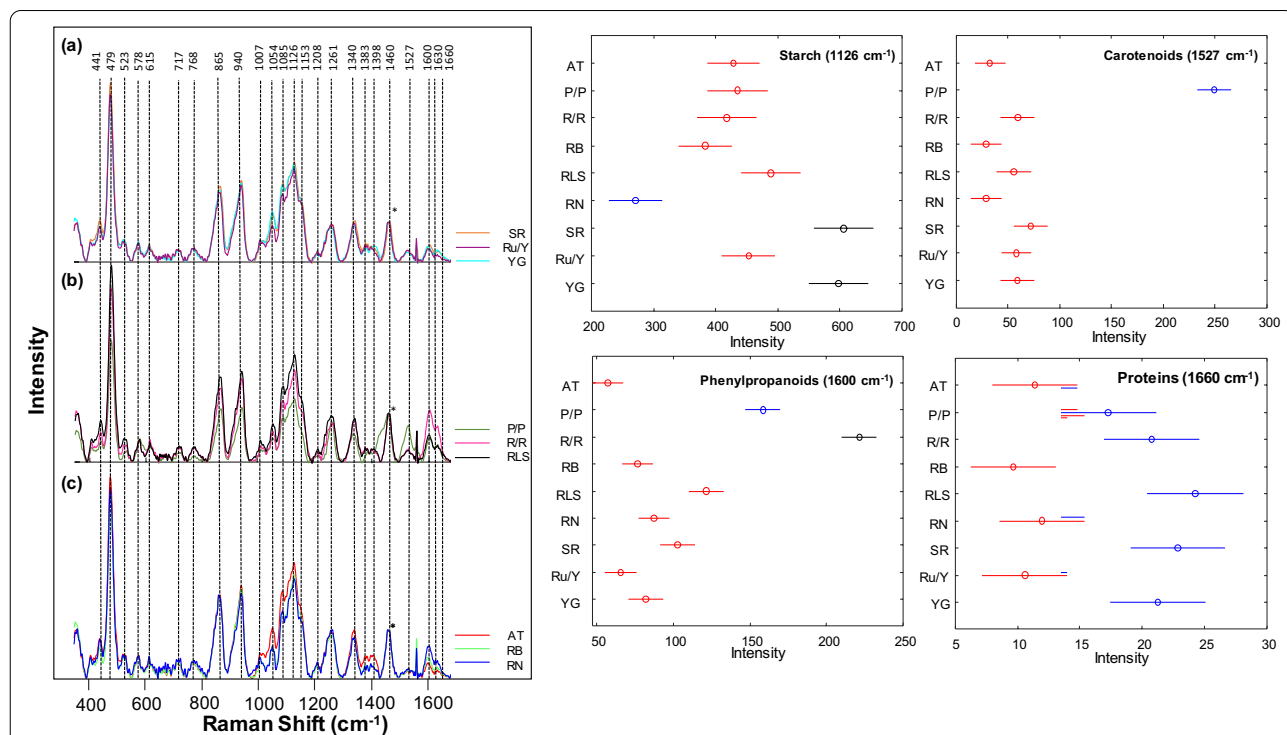 (a)
441
479
523
578
615
717
768
865
940
1007
1054
1085
1126
1153
1208
1261
1340
1383
1398
1460
1527
1600
1630
1660
*
SR
Ru/Y
YG
(b)
*
P/P
R/R
RLS
(c)
*
AT
RB
RN
Intensity
400 600 800 1000 1200 1400 1600
Raman Shift (cm-1)
Starch (1126 cm-1)
AT
P/P
R/R
RB
RLS
RN
SR
Ru/Y
YG
200 300 400 500 600 700
Intensity
Carotenoids (1527 cm-1)
AT
P/P
R/R
RB
RLS
RN
SR
Ru/Y
YG
0 50 100 150 200 250 300
Intensity
Phenylpropanoids (1600 cm-1)
AT
P/P
R/R
RB
RLS
RN
SR
Ru/Y
YG
50 100 150 200 250
Intensity
Proteins (1660 cm-1)
AT
P/P
R/R
RB
RLS
RN
SR
Ru/Y
YG
5 10 15 20 25 30
Intensity